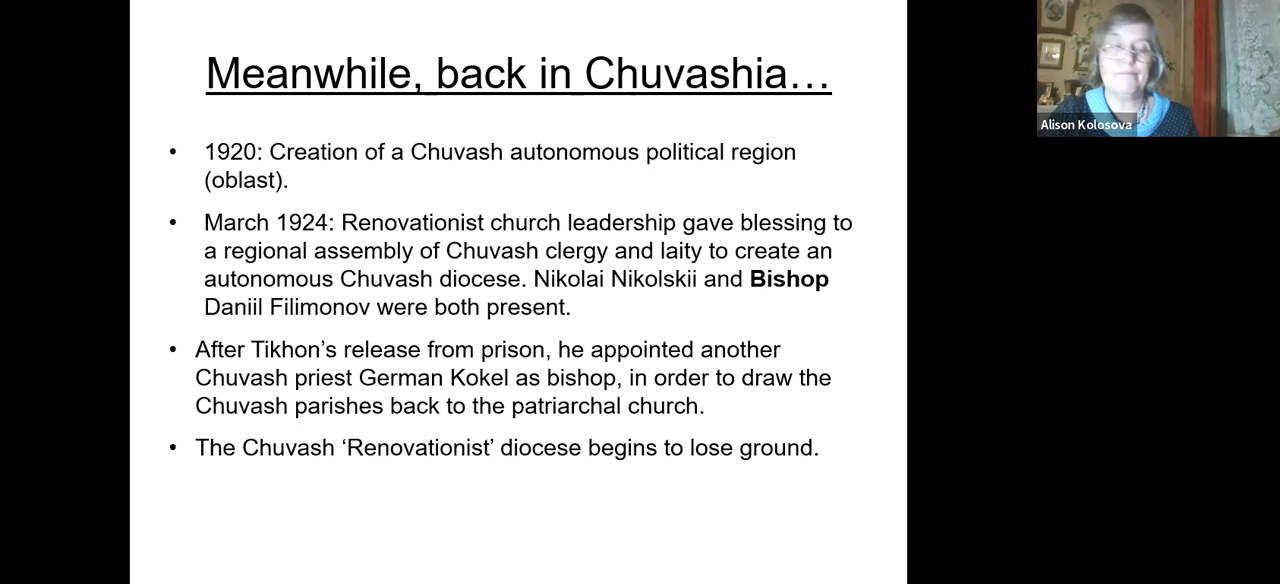 Meanwhile, back in Chuvashia…
• 1920: Creation of a Chuvash autonomous political region
(oblast).
• March 1924: Renovationist church leadership gave blessing to
a regional assembly of Chuvash clergy and laity to create an
autonomous Chuvash diocese. Nikolai Nikolskii and Bishop
Daniil Filimonov were both present.
• After Tikhon’s release from prison, he appointed another
Chuvash priest German Kokel as bishop, in order to draw the
Chuvash parishes back to the patriarchal church.
• The Chuvash ‘Renovationist’ diocese begins to lose ground.
Alison Kolosova